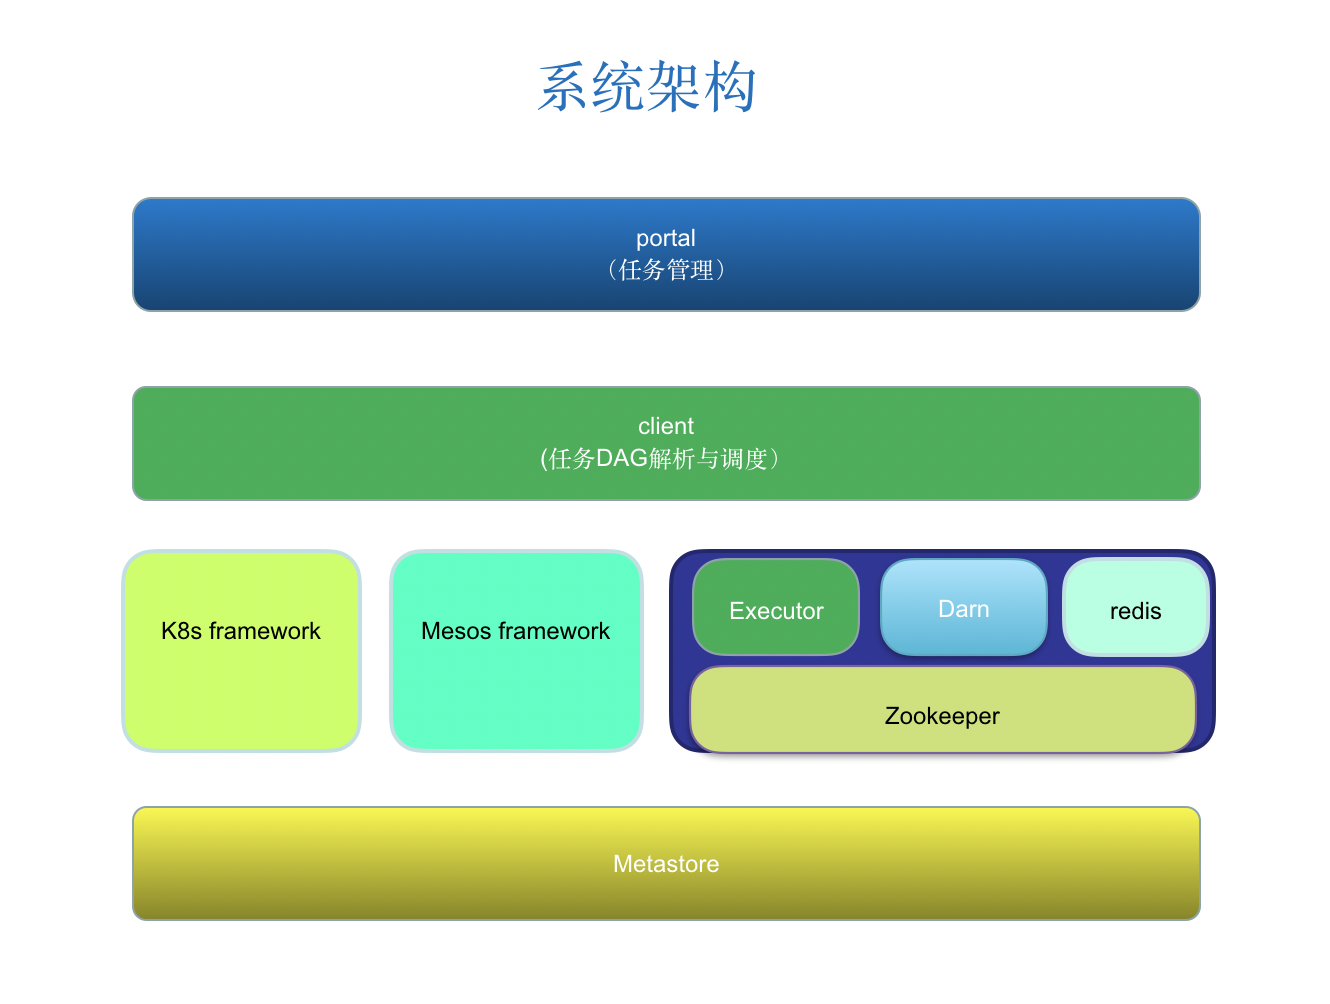 系统架构
portal
（任务管理）
client
(任务DAG解析与调度）
K8s framework
Mesos framework
Executor
Darn
redis
Zookeeper
Metastore